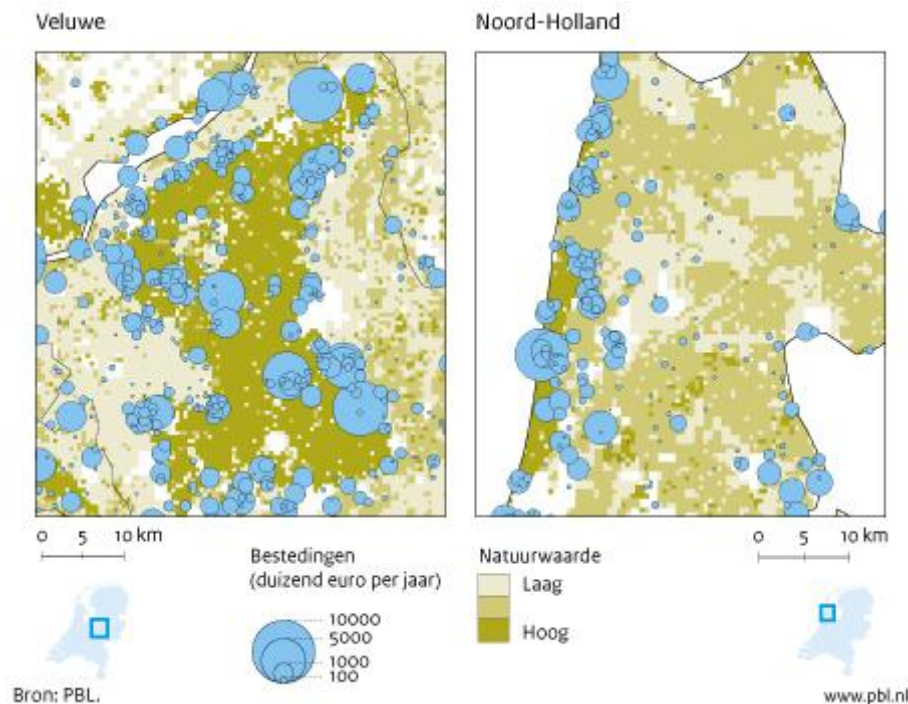 Veluwe
Noord-Holland
0 5 10 km
0 5 10 km
Bestedingen
(duizend euro per jaar)
10000
5000
1000
100
Natuurwaarde
Laag
Hoog
Bron: PBL.
www.pbl.nl